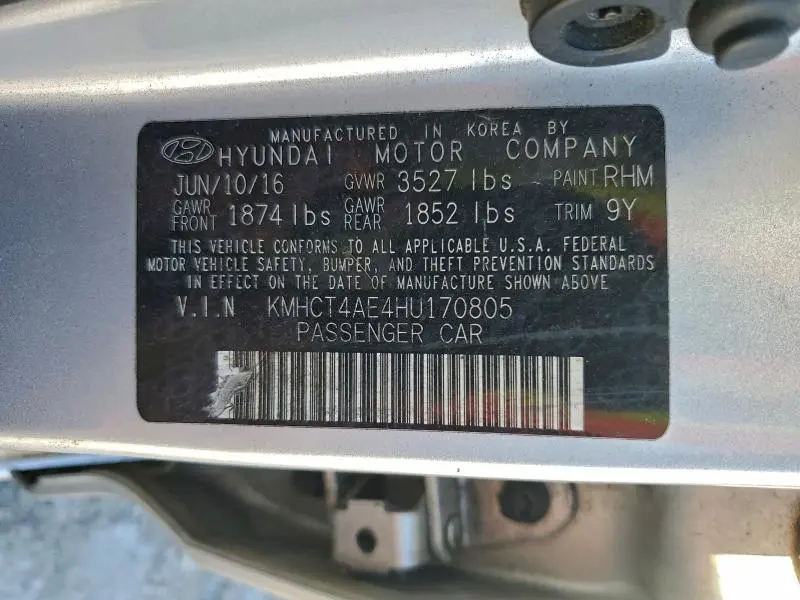 MANUFACTURED IN KOREA BY
HYUNDAI MOTOR COMPANY
JUN/10/16 GVWR 3527 lbs PAINT RHM
GAWR FRONT 1874 lbs GAWR REAR 1852 lbs TRIM 9Y
THIS VEHICLE CONFORMS TO ALL APPLICABLE U.S.A. FEDERAL
MOTOR VEHICLE SAFETY, BUMPER, AND THEFT PREVENTION STANDARDS
IN EFFECT ON THE DATE OF MANUFACTURE SHOWN ABOVE
V.I.N KMHCT4AE4HU170805
PASSENGER CAR